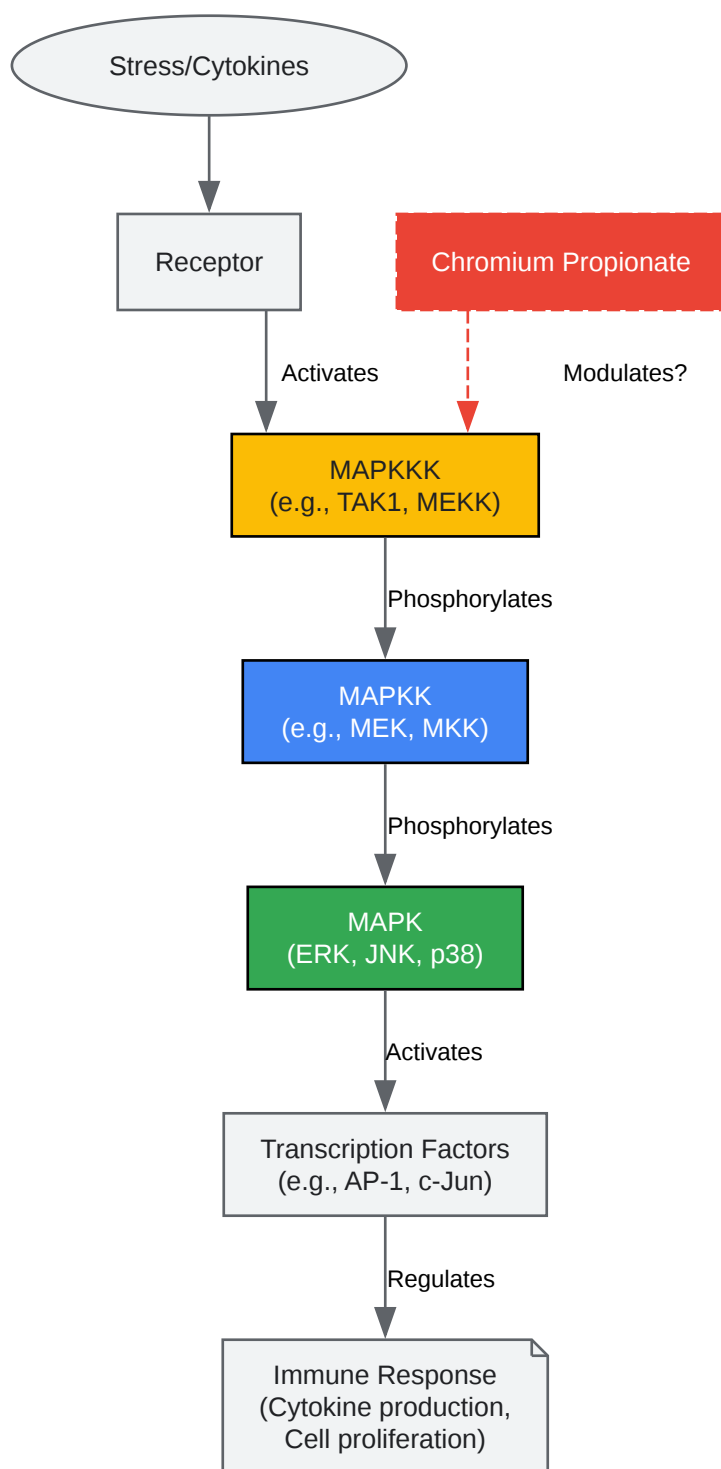 Stress/Cytokines
Receptor
Chromium Propionate
Activates
Modulates?
MAPKKK
(e.g., TAK1, MEKK)
Phosphorylates
MAPKK
(e.g., MEK, MKK)
Phosphorylates
MAPK
(ERK, JNK, p38)
Activates
Transcription Factors
(e.g., AP-1, c-Jun)
Regulates
Immune Response
(Cytokine production,
Cell proliferation)